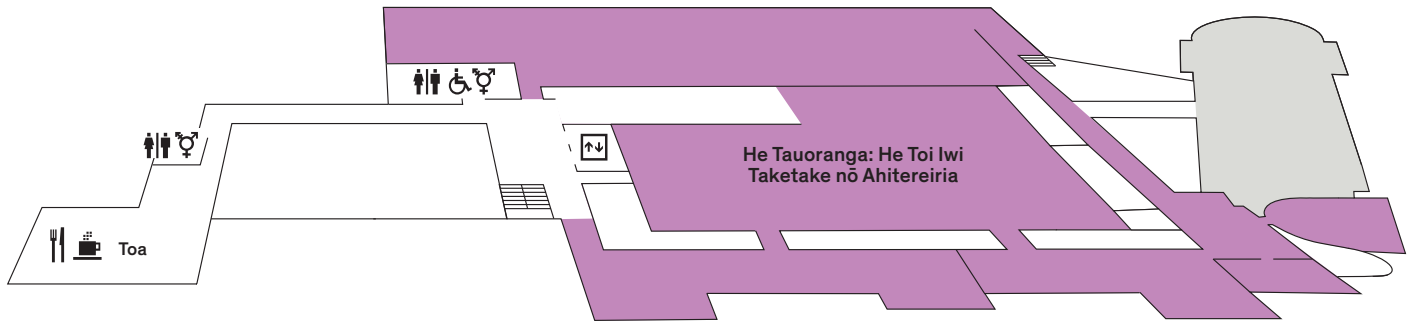 He Tauoranga: He Toi Iwi
Taketake nō Ahitereiria
Toa